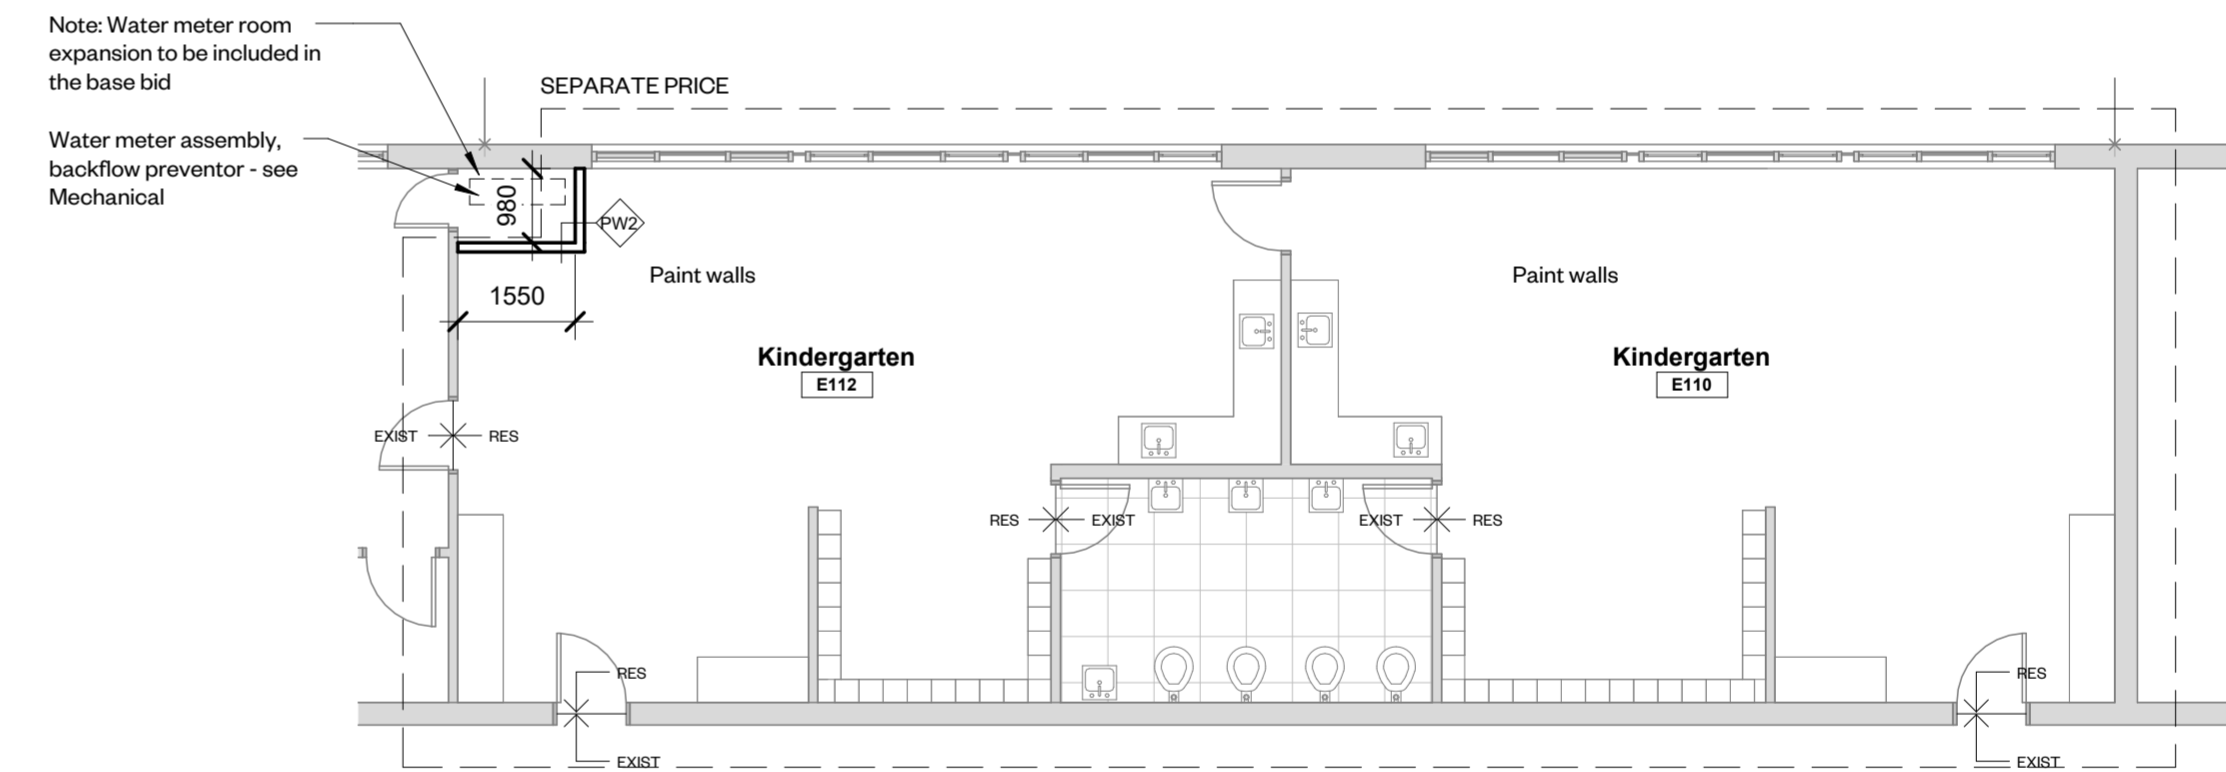 Note: Water meter room
expansion to be included in
the base bid
SEPARATE PRICE
Water meter assembly,
backflow preventor - see
Mechanical
980
PW2
Paint walls
Paint walls
1550
Kindergarten
E112
Kindergarten
E110
EXIST
RES
RES
EXIST
EXIST
RES
RES
EXIST
RES
EXIST